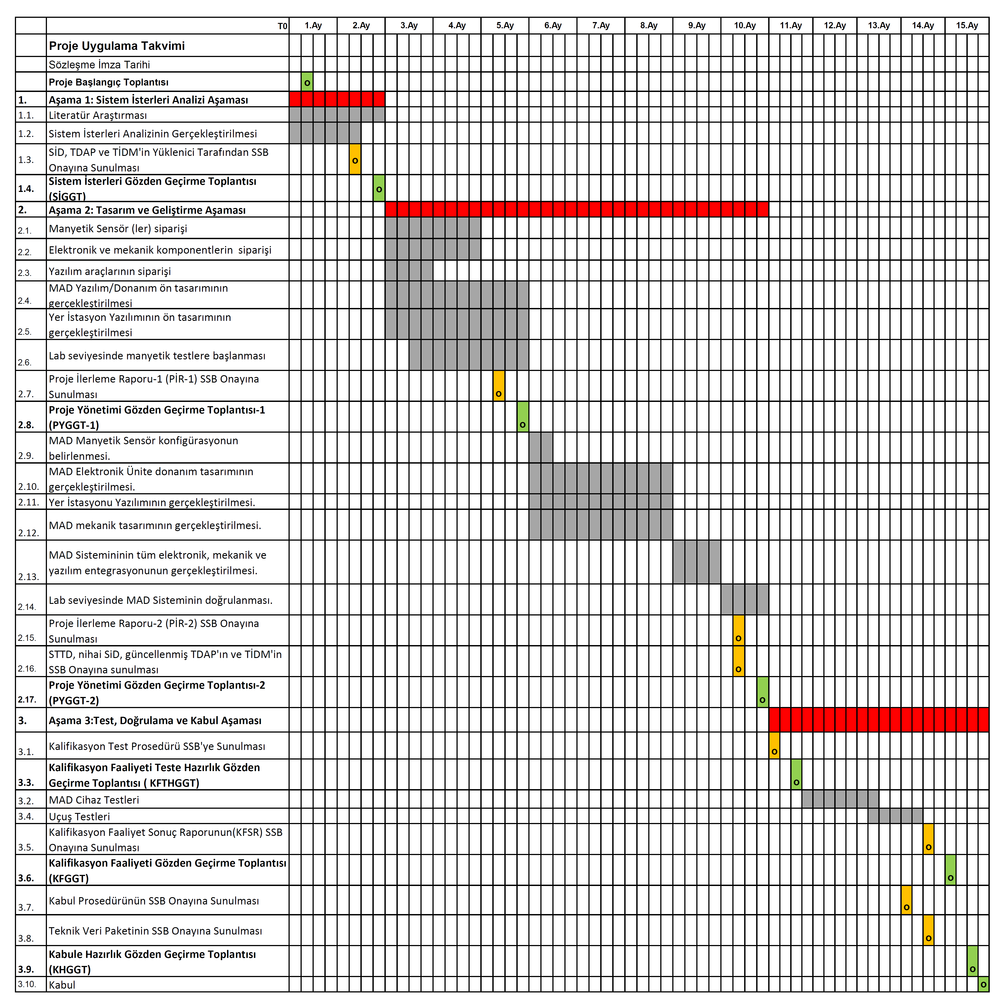 T0 1.Ay 2.Ay 3.Ay 4.Ay 5.Ay 6.Ay 7.Ay 8.Ay 9.Ay 10.Ay 11.Ay 12.Ay 13.Ay 14.Ay 15.Ay
Proje Uygulama Takvimi
Sözleşme İmza Tarihi
Proje Başlangıç Toplantısı o
1. Aşama 1: Sistem İsterleri Analizi Aşaması
1.1. Literatür Araştırması
1.2. Sistem İsterleri Analizinin Gerçekleştirilmesi
1.3. SİD, TDAP ve TİDM'in Yüklenici Tarafından SSB
Onayına Sunulması o
1.4. Sistem İsterleri Gözden Geçirme Toplantısı
(SİGGT) o
2. Aşama 2: Tasarım ve Geliştirme Aşaması
2.1. Manyetik Sensör (ler) siparişi
2.2. Elektronik ve mekanik komponentlerin  siparişi
2.3. Yazılım araçlarının siparişi
2.4. MAD Yazılım/Donanım ön tasarımının
gerçekleştirilmesi
2.5. Yer İstasyon Yazılımının ön tasarımının
gerçekleştirilmesi
2.6. Lab seviyesinde manyetik testlere başlanması
2.7. Proje İlerleme Raporu-1 (PİR-1) SSB Onayına
Sunulması o
2.8. Proje Yönetimi Gözden Geçirme Toplantısı-1
(PYGGT-1) o
2.9. MAD Manyetik Sensör konfigürasyonun
belirlenmesi.
2.10. MAD Elektronik Ünite donanım tasarımının
gerçekleştirilmesi.
2.11. Yer İstasyonu Yazılımının gerçekleştirilmesi.
2.12. MAD mekanik tasarımının gerçekleştirilmesi.
2.13. MAD Sistemininin tüm elektronik, mekanik ve
yazılım entegrasyonunun gerçekleştirilmesi.
2.14. Lab seviyesinde MAD Sisteminin doğrulanması.
2.15. Proje İlerleme Raporu-2 (PİR-2) SSB Onayına
Sunulması o
2.16. STTD, nihai SiD, güncellenmiş TDAP'ın ve TİDM'in
SSB Onayına sunulması o
2.17. Proje Yönetimi Gözden Geçirme Toplantısı-2
(PYGGT-2) o
3. Aşama 3:Test, Doğrulama ve Kabul Aşaması
3.1. Kalifikasyon Test Prosedürü SSB'ye Sunulması o
3.3. Kalifikasyon Faaliyeti Teste Hazırlık Gözden
Geçirme Toplantısı ( KFTHGGT) o
3.2. MAD Cihaz Testleri
3.4. Uçuş Testleri
3.5. Kalifikasyon Faaliyet Sonuç Raporunun(KFSR) SSB
Onayına Sunulması o
3.6. Kalifikasyon Faaliyeti Gözden Geçirme Toplantısı
(KFGGT) o
3.7. Kabul Prosedürünün SSB Onayına Sunulması o
3.8. Teknik Veri Paketinin SSB Onayına Sunulması o
3.9. Kabule Hazırlık Gözden Geçirme Toplantısı
(KHGGT) o
3.10. Kabul o